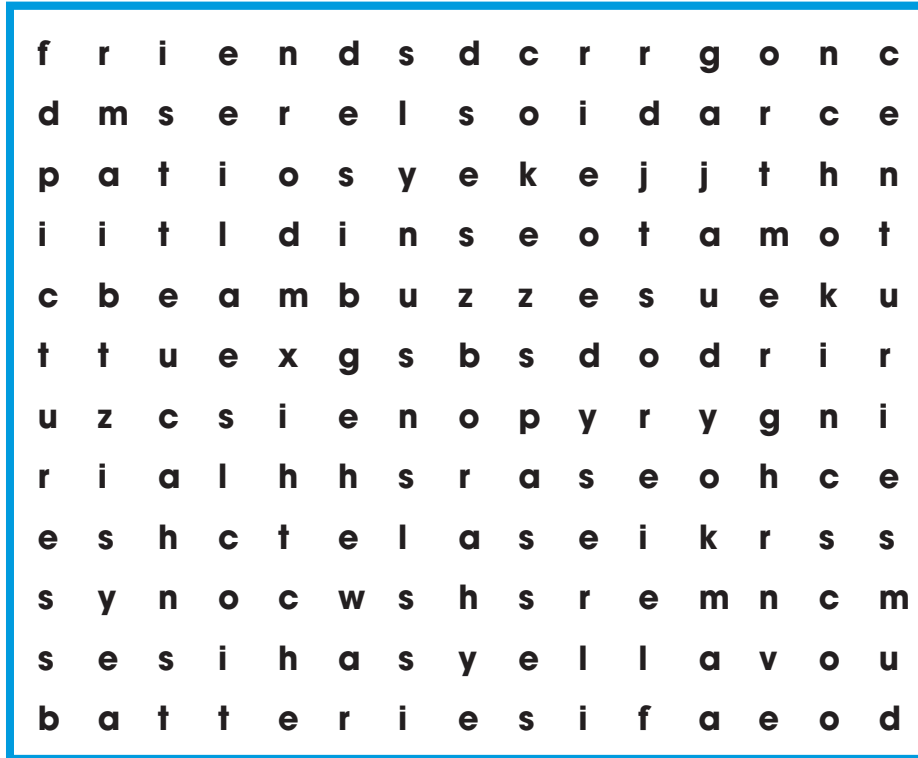 f r i e n d s d c r r g o n c
d m s e r e l s o i d a r c e
p a t i o s y e k e j j t h n
i i t l d i n s e o t a m o t
c b e a m b u z z e s u e k u
t t u e x g s b s d o d r i r
u z c s i e n o p y r y g n i
r i a l h h s r a s e o h c e
e s h c t e l a s e i k r s s
s y n o c w s h s r e m n c m
s e s i h a s y e l l a v o u
b a t t e r i e s i f a e o d